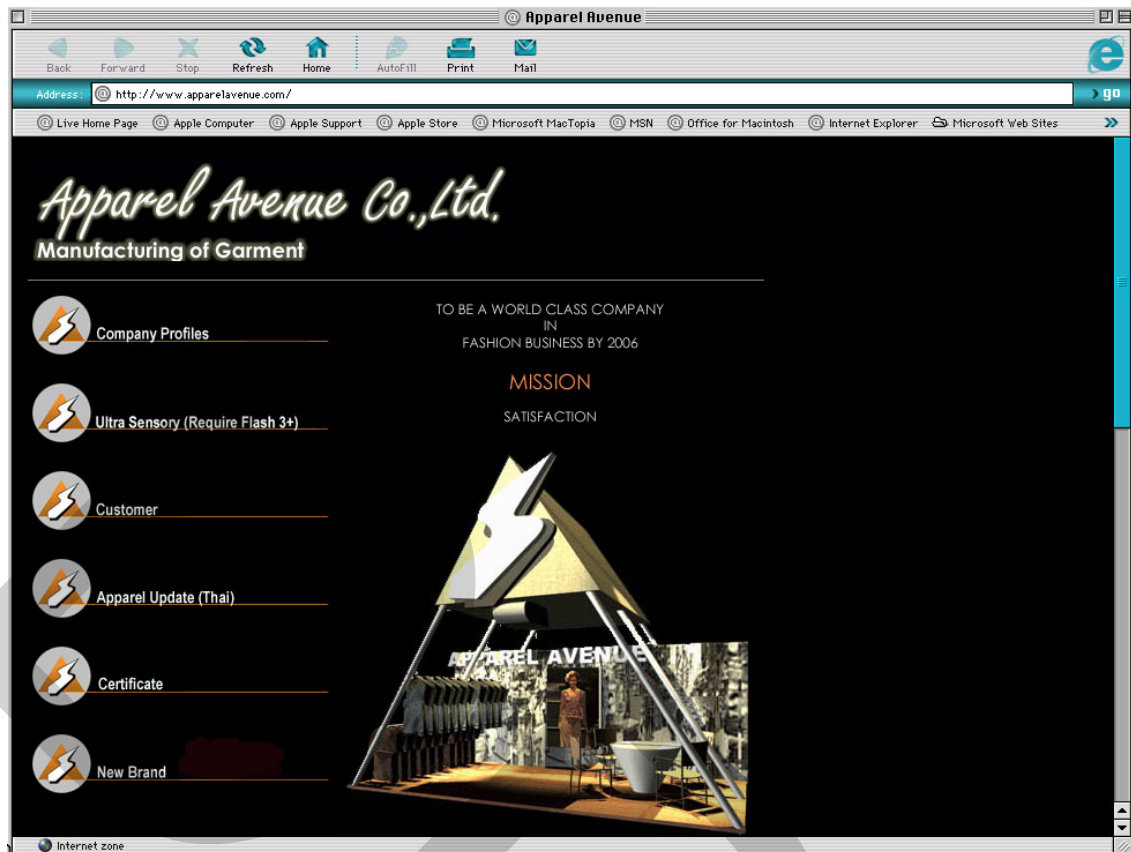 Apparel Avenue
Back Forward Stop Refresh Home AutoFill Print Mail
Address: http://www.apparelavenue.com/ go
Live Home Page Apple Computer Apple Support Apple Store Microsoft MacTopia MSN Office for Macintosh Internet Explorer Microsoft Web Sites
Apparel Avenue Co.,Ltd.
Manufacturing of Garment
TO BE A WORLD CLASS COMPANY
IN
FASHION BUSINESS BY 2006
MISSION
SATISFACTION
Company Profiles
Ultra Sensory (Require Flash 3+)
Customer
Apparel Update (Thai)
Certificate
New Brand
APPAREL AVENUE
Internet zone